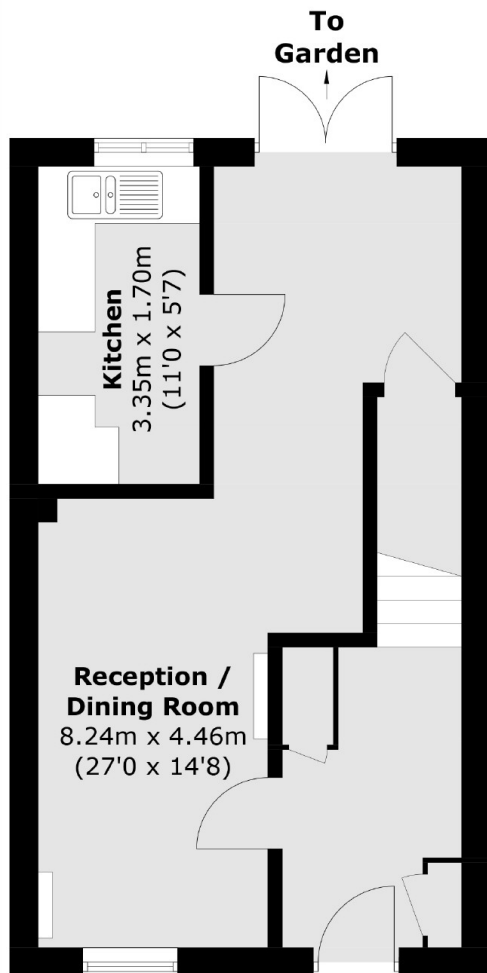 To
Garden
Kitchen
3.35m x 1.70m
(11'0 x 5'7)
Reception /
Dining Room
8.24m x 4.46m
(27'0 x 14'8)